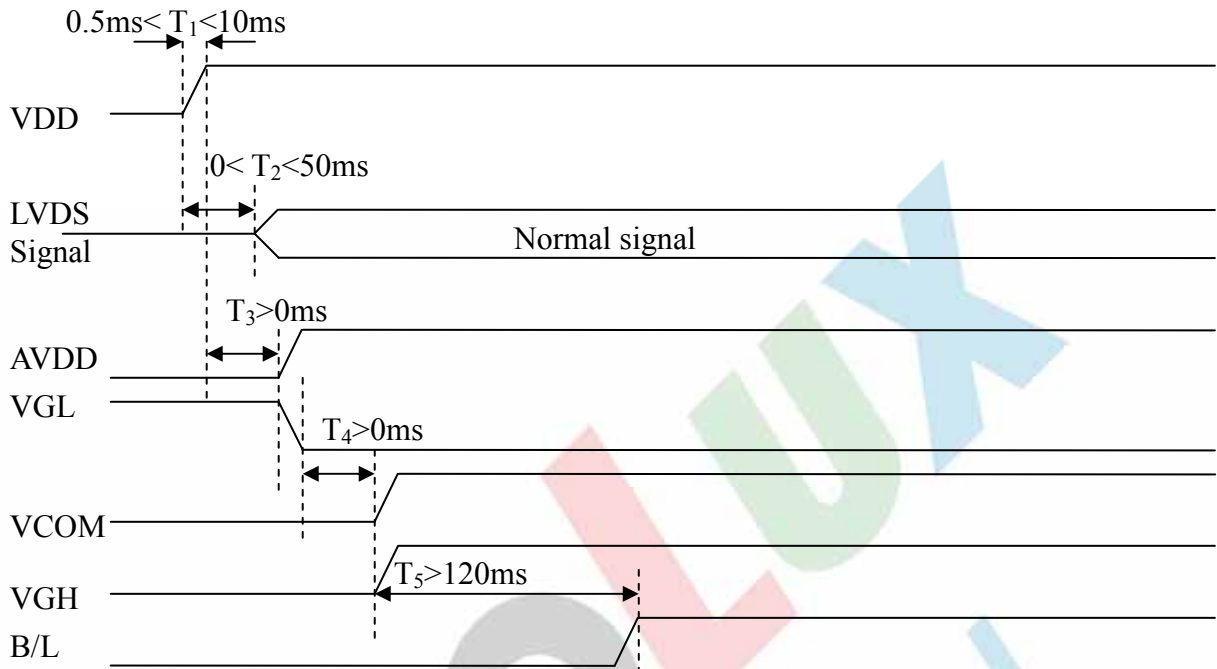 0.5ms< T₁<10ms
VDD
0< T₂<50ms
LVDS
Signal
Normal signal
T₃>0ms
AVDD
VGL
T₄>0ms
VCOM
T₅>120ms
VGH
B/L
LUX